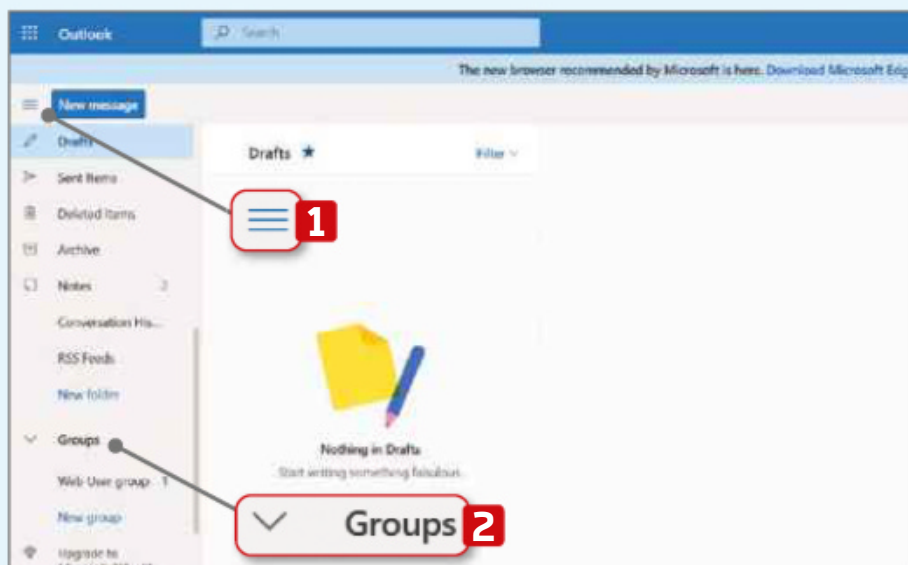 Outlook
Search
The new browser recommended by Microsoft is here. Download Microsoft Edg
New message
Drafts
Drafts
Filter
Sent Items
1
Deleted Items
Archive
Notes 2
Conversation His...
RSS Feeds
New folder
Groups
Nothing in Drafts
Start writing something fabulous.
Web User group 1
Groups 2
New group
Upgrade to